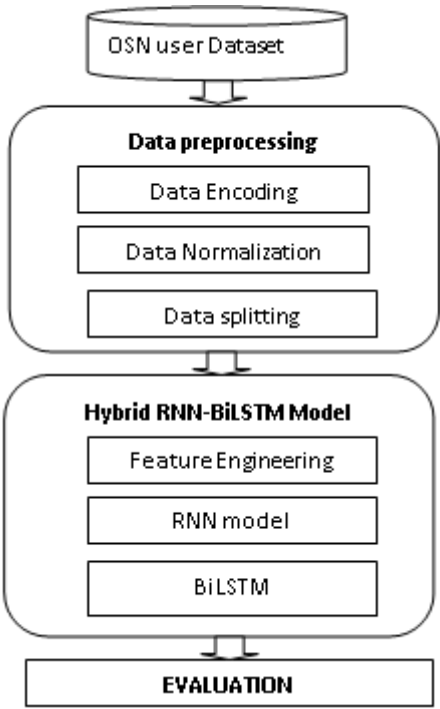 OSN user Dataset
Data preprocessing
Data Encoding
Data Normalization
Data splitting
Hybrid RNN-BiLSTM Model
Feature Engineering
RNN model
BiLSTM
EVALUATION